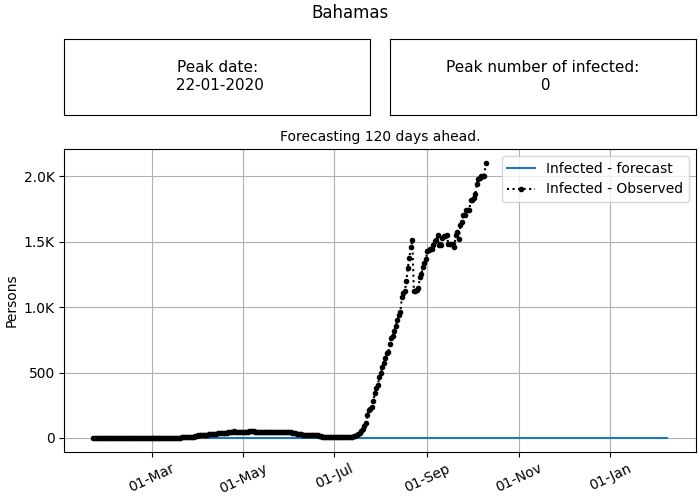 Bahamas
Peak date:
22-01-2020
Peak number of infected:
0
Forecasting 120 days ahead.
Infected - forecast
Infected - Observed
Persons
2.0K
1.5K
1.0K
500
0
01-Mar
01-May
01-Jul
01-Sep
01-Nov
01-Jan